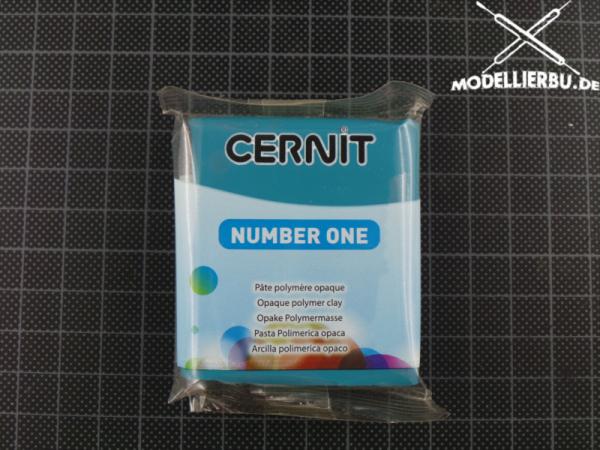 MODELLIERBU.DE
CERNIT
NUMBER ONE
Pâte polymère opaque
Opaque polymer clay
Opake Polymermasse
Pasta Polimerica opaca
Arcilla polimerica opaco